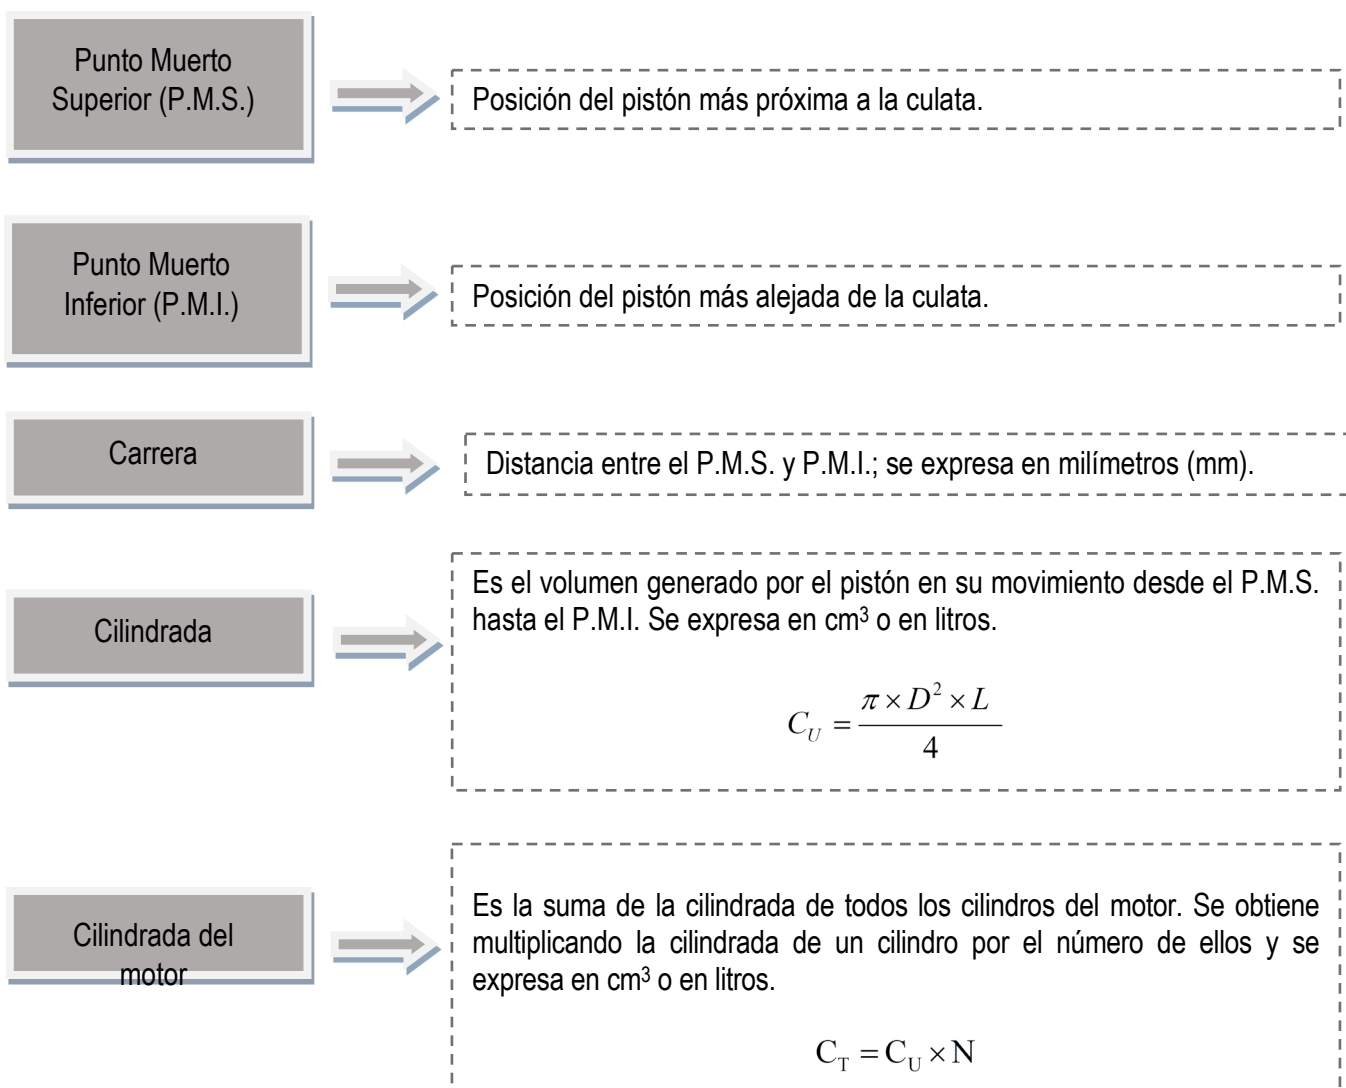 Punto Muerto
Superior (P.M.S.)
Posición del pistón más próxima a la culata.
Punto Muerto
Inferior (P.M.I.)
Posición del pistón más alejada de la culata.
Carrera
Distancia entre el P.M.S. y P.M.I.; se expresa en milímetros (mm).
Cilindrada
Es el volumen generado por el pistón en su movimiento desde el P.M.S.
hasta el P.M.I. Se expresa en cm³ o en litros.
C_U = (π × D² × L) / 4
Cilindrada del
motor
Es la suma de la cilindrada de todos los cilindros del motor. Se obtiene
multiplicando la cilindrada de un cilindro por el número de ellos y se
expresa en cm³ o en litros.
C_T = C_U × N